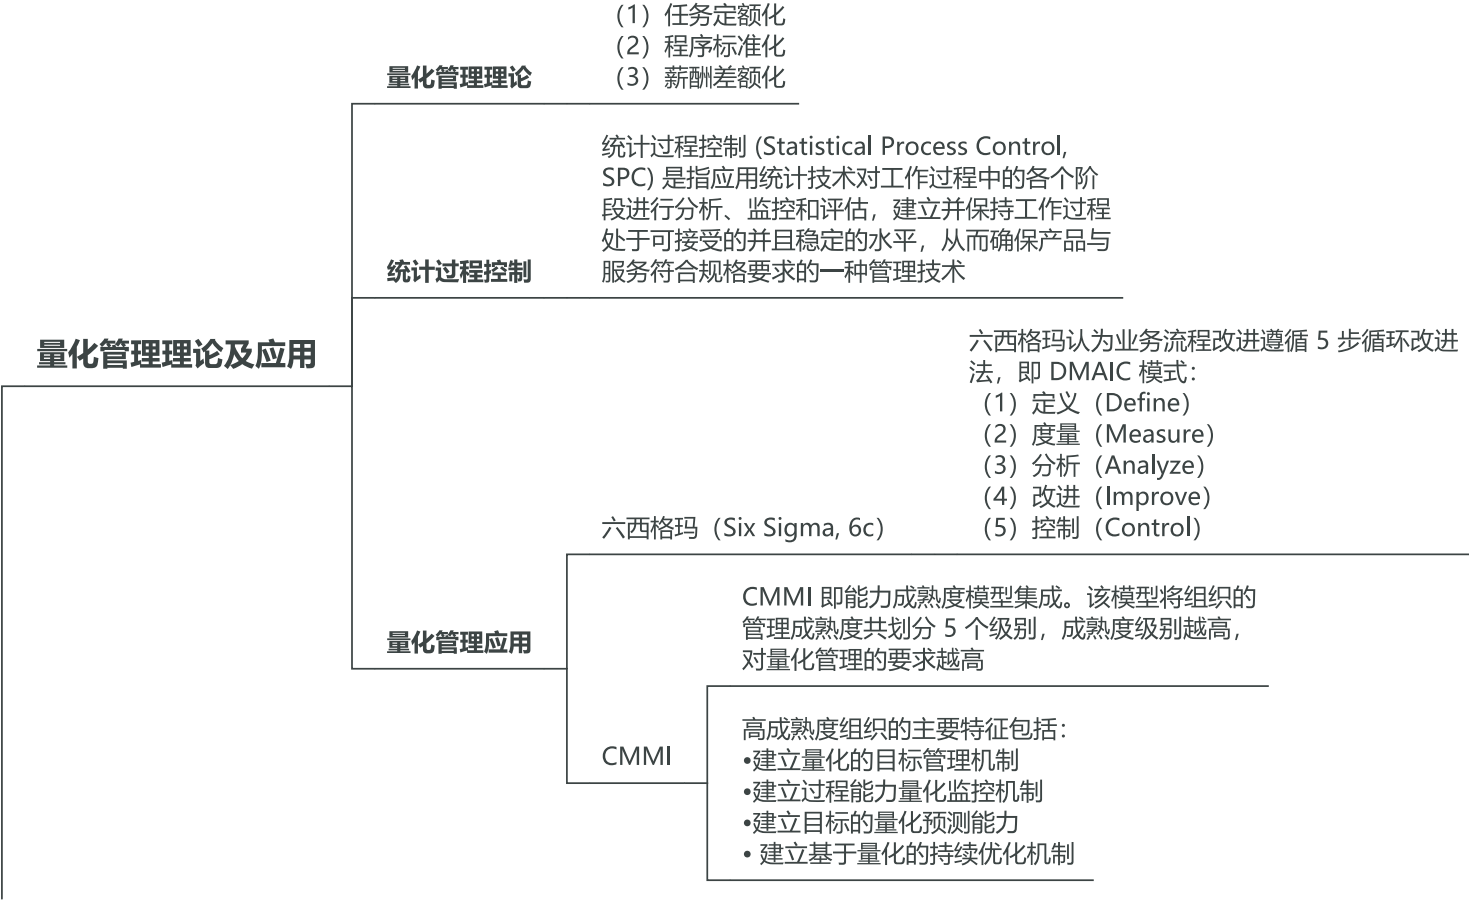 （1）任务定额化
（2）程序标准化
量化管理理论
（3）薪酬差额化
统计过程控制 (Statistical Process Control,
SPC) 是指应用统计技术对工作过程中的各个阶
段进行分析、监控和评估，建立并保持工作过程
处于可接受的并且稳定的水平，从而确保产品与
统计过程控制
服务符合规格要求的一种管理技术
量化管理理论及应用
六西格玛认为业务流程改进遵循 5 步循环改进
法，即 DMAIC 模式：
（1）定义（Define）
（2）度量（Measure）
（3）分析（Analyze）
（4）改进（Improve）
六西格玛（Six Sigma, 6c）
（5）控制（Control）
量化管理应用
CMMI 即能力成熟度模型集成。该模型将组织的
管理成熟度共划分 5 个级别，成熟度级别越高，
对量化管理的要求越高
CMMI
高成熟度组织的主要特征包括：
•建立量化的目标管理机制
•建立过程能力量化监控机制
•建立目标的量化预测能力
• 建立基于量化的持续优化机制